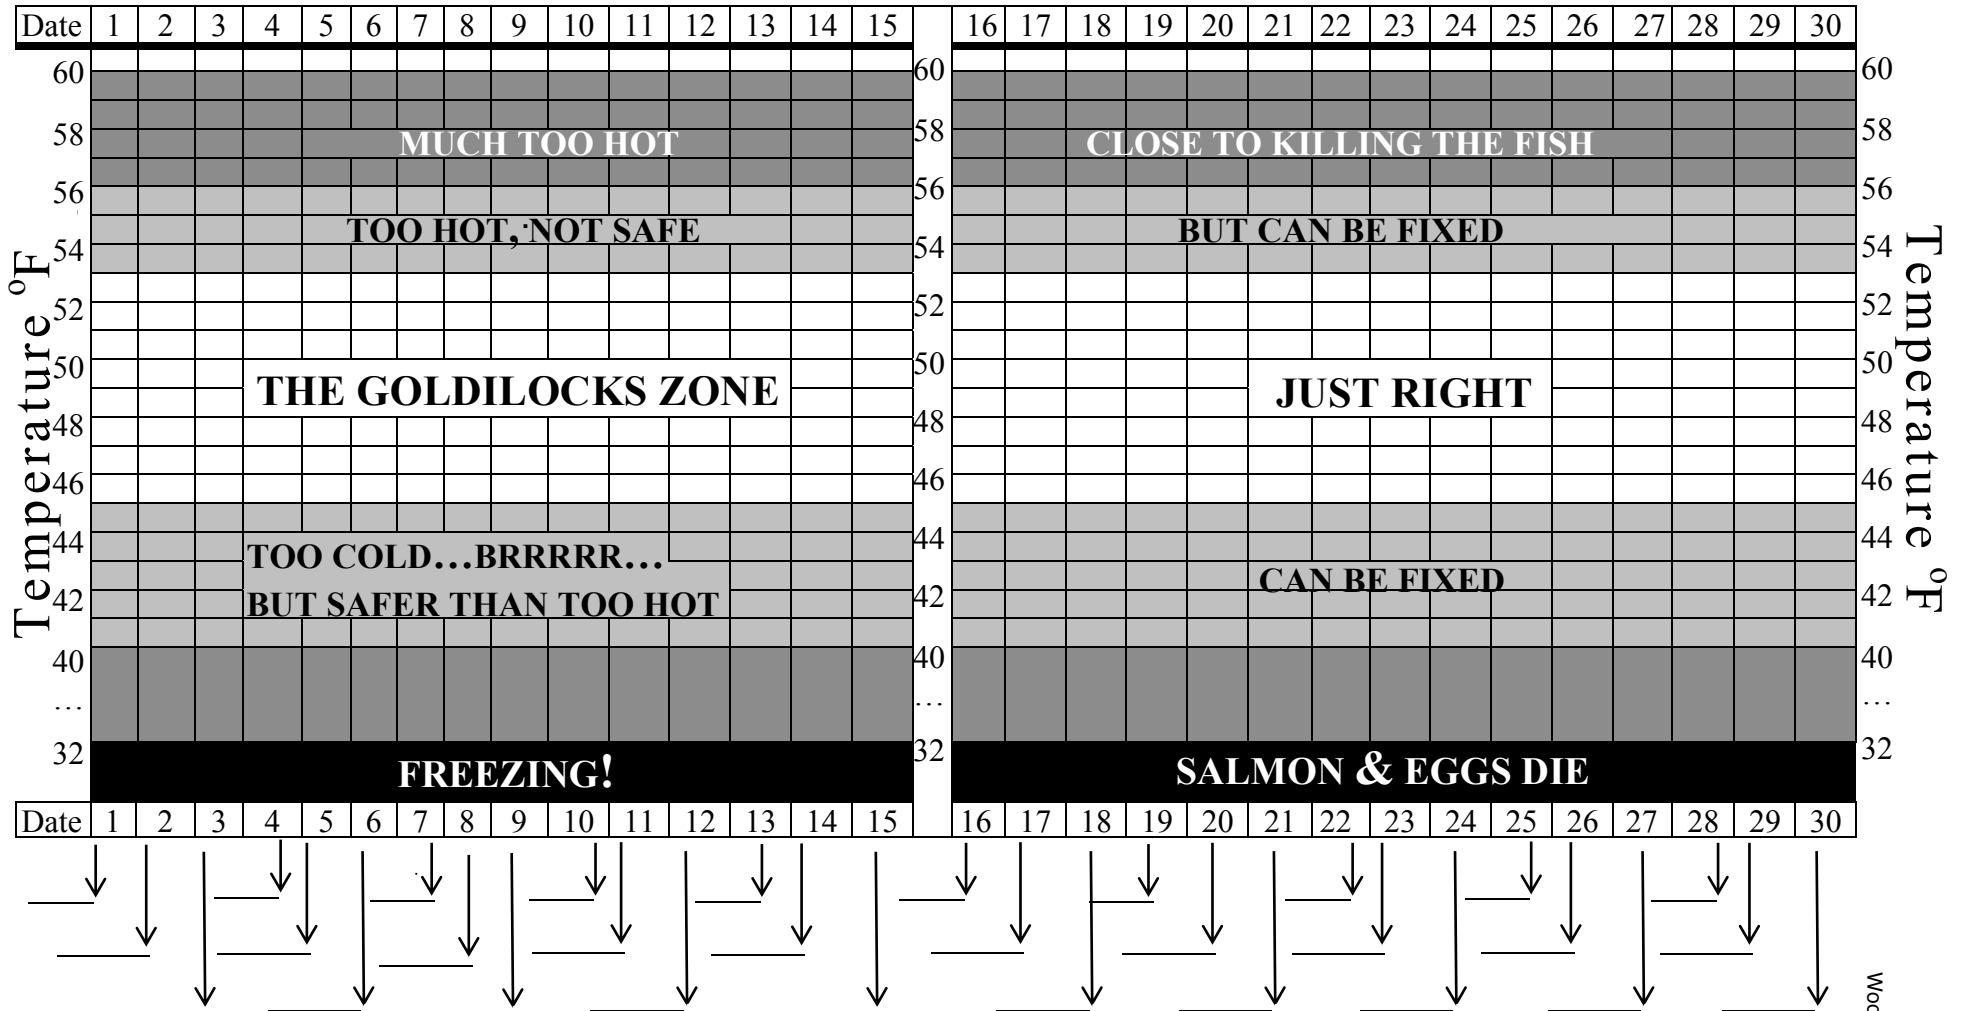 Date 1 2 3 4 5 6 7 8 9 10 11 12 13 14 15 16 17 18 19 20 21 22 23 24 25 26 27 28 29 30
60 60 60
58 MUCH TOO HOT 58 CLOSE TO KILLING THE FISH 58
56 56 56
54 TOO HOT, NOT SAFE 54 BUT CAN BE FIXED 54
52 52 52
50 50 50
THE GOLDILOCKS ZONE JUST RIGHT
48 48 48
46 46 46
44 44 44
TOO COLD...BRRRRR...
CAN BE FIXED
42 BUT SAFER THAN TOO HOT 42 42
40 40 40
... ... ...
32 32 32
FREEZING! SALMON & EGGS DIE
Temperature °F
Temperature °F
Date 1 2 3 4 5 6 7 8 9 10 11 12 13 14 15 16 17 18 19 20 21 22 23 24 25 26 27 28 29 30